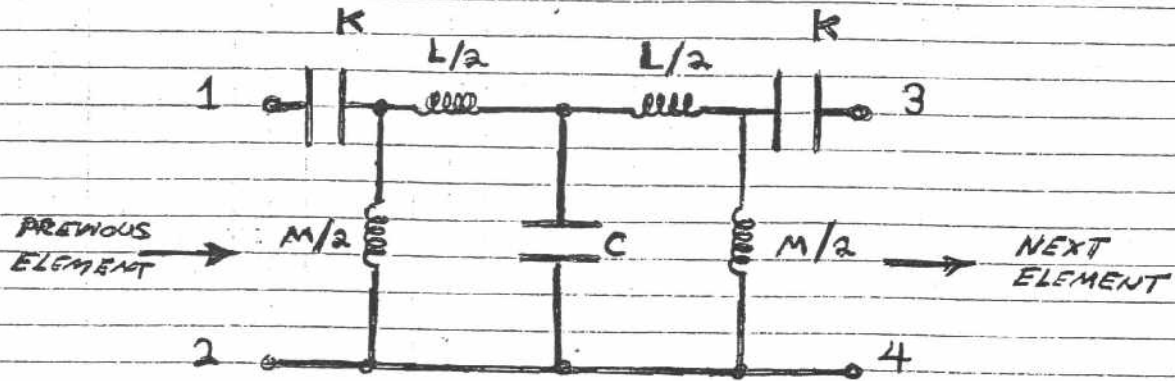 K K
L/2 L/2
1 3
PREVIOUS ELEMENT M/2 C M/2 NEXT ELEMENT
2 4